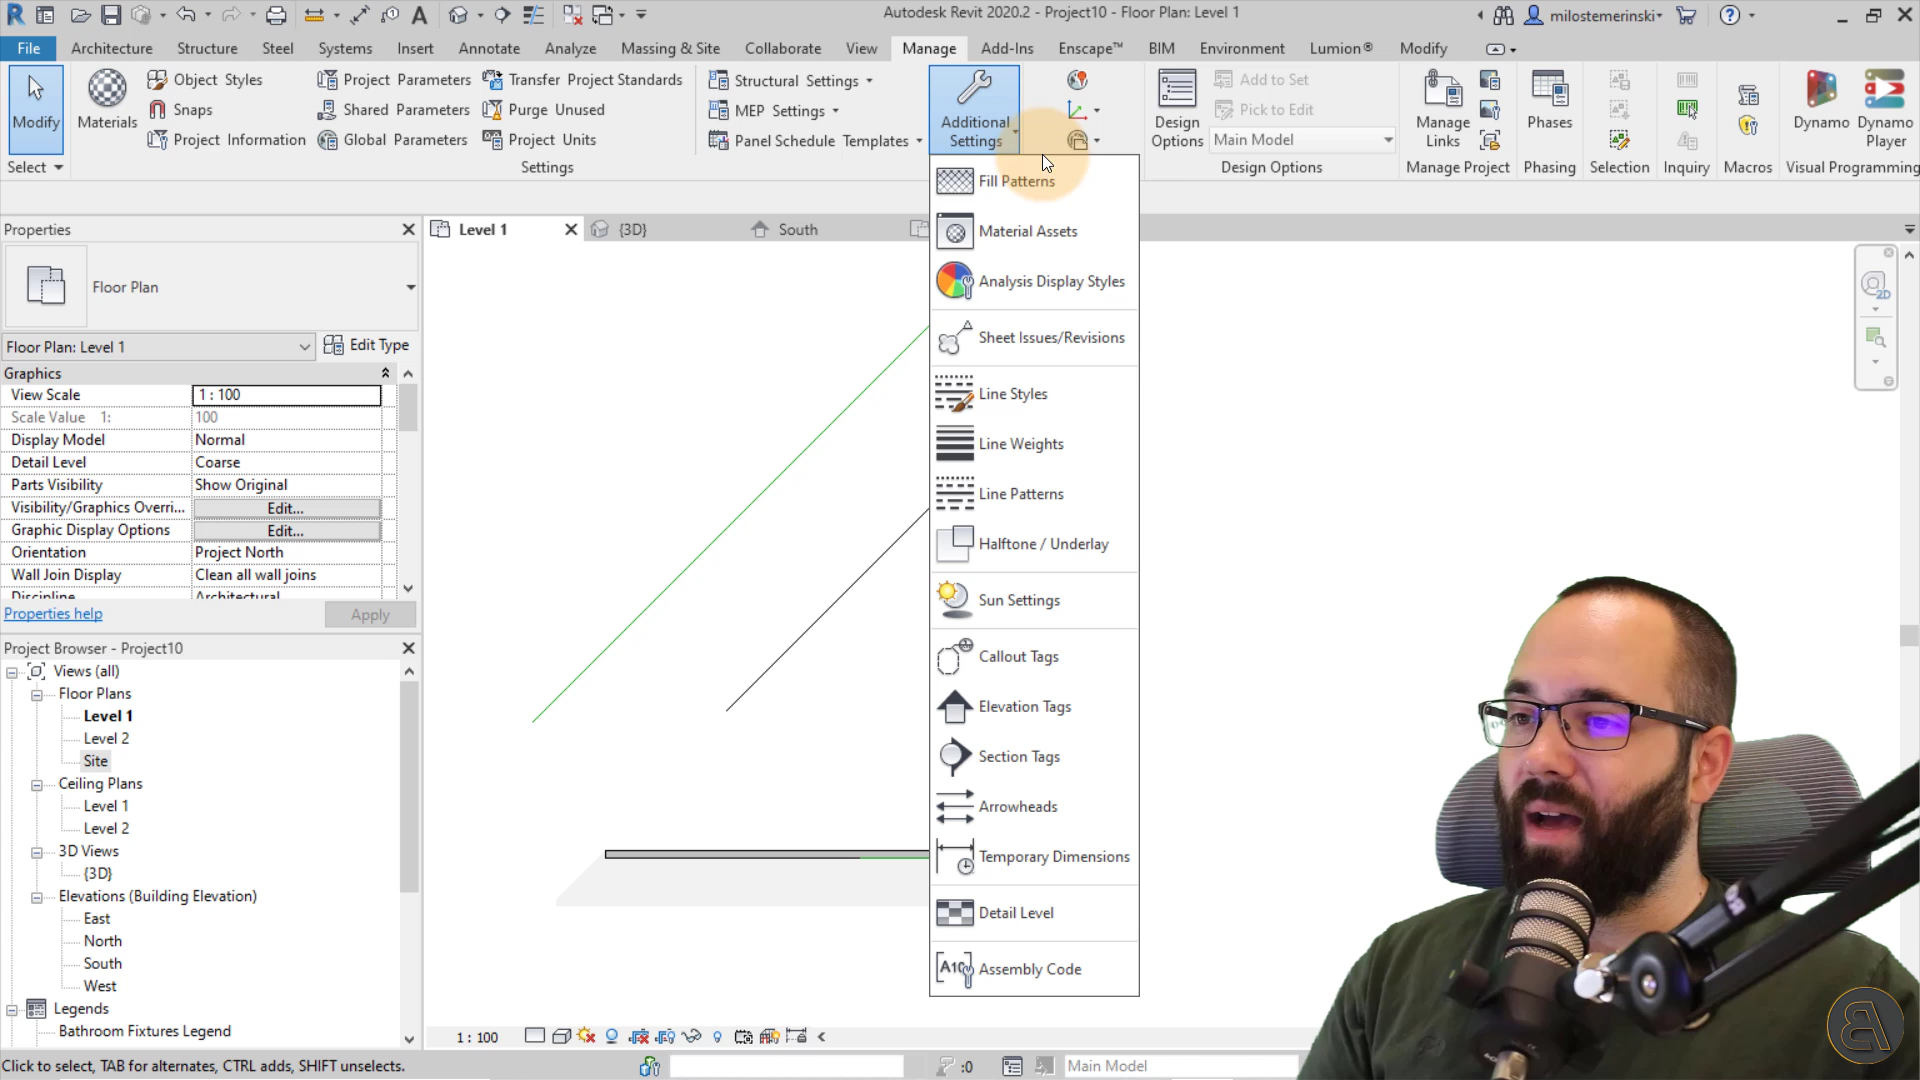 Autodesk Revit 2020.2 - Project10 - Floor Plan: Level 1
milostemerinski
File Architecture Structure Steel Systems Insert Annotate Analyze Massing & Site Collaborate View Manage Add-Ins Enscape™ BIM Environment Lumion® Modify
Modify
Select
Materials
Object Styles
Snaps
Project Information
Project Parameters
Shared Parameters
Global Parameters
Transfer Project Standards
Purge Unused
Project Units
Settings
Structural Settings
MEP Settings
Panel Schedule Templates
Additional Settings
Design Options
Add to Set
Pick to Edit
Main Model
Design Options
Manage Links
Manage Project
Phases
Phasing
Selection
Inquiry
Macros
Dynamo
Dynamo Player
Visual Programming
Fill Patterns
Material Assets
Analysis Display Styles
Sheet Issues/Revisions
Line Styles
Line Weights
Line Patterns
Halftone / Underlay
Sun Settings
Callout Tags
Elevation Tags
Section Tags
Arrowheads
Temporary Dimensions
Detail Level
A10
Assembly Code
Properties
Floor Plan
Floor Plan: Level 1
Edit Type
Graphics
View Scale 1 : 100
Scale Value 1: 100
Display Model Normal
Detail Level Coarse
Parts Visibility Show Original
Visibility/Graphics Overri... Edit...
Graphic Display Options Edit...
Orientation Project North
Wall Join Display Clean all wall joins
Discipline Architectural
Properties help
Apply
Project Browser - Project10
Views (all)
Floor Plans
Level 1
Level 2
Site
Ceiling Plans
Level 1
Level 2
3D Views
{3D}
Elevations (Building Elevation)
East
North
South
West
Legends
Bathroom Fixtures Legend
Level 1
{3D}
South
2D
1 : 100
Click to select, TAB for alternates, CTRL adds, SHIFT unselects.
:0
Main Model